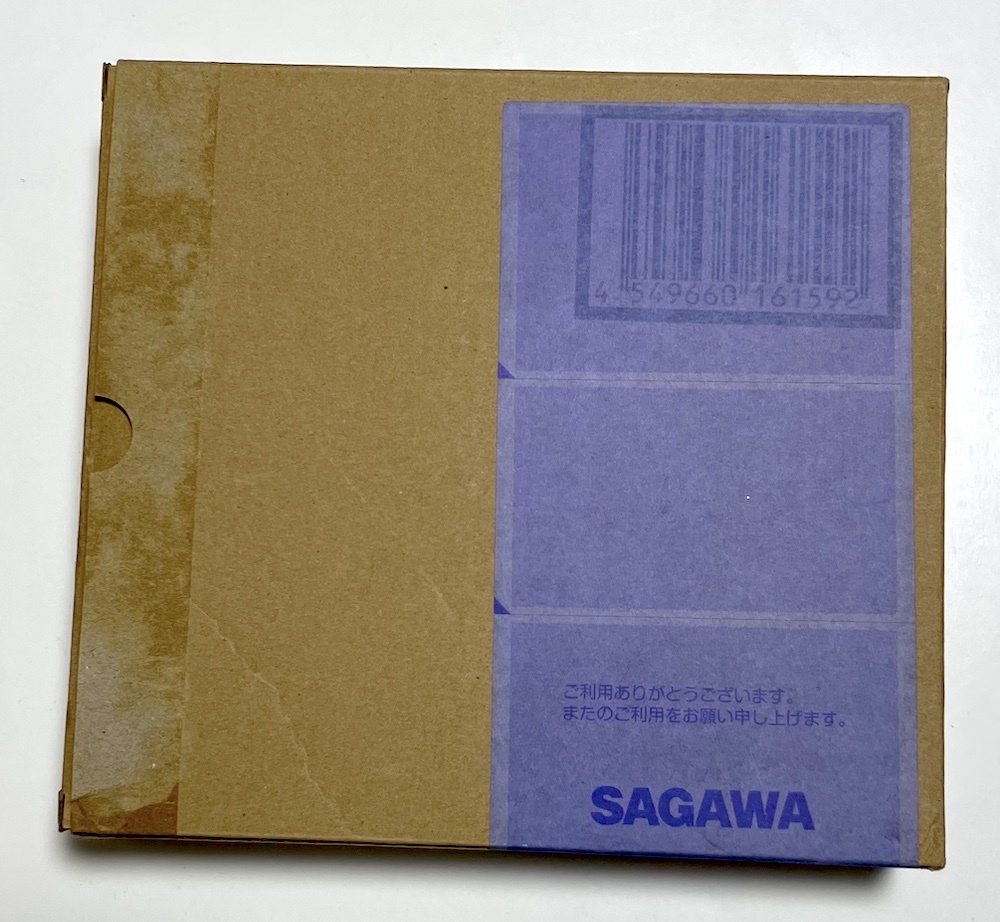 4 549660 161592
ご利用ありがとうございます。
またのご利用をお願い申し上げます。
SAGAWA